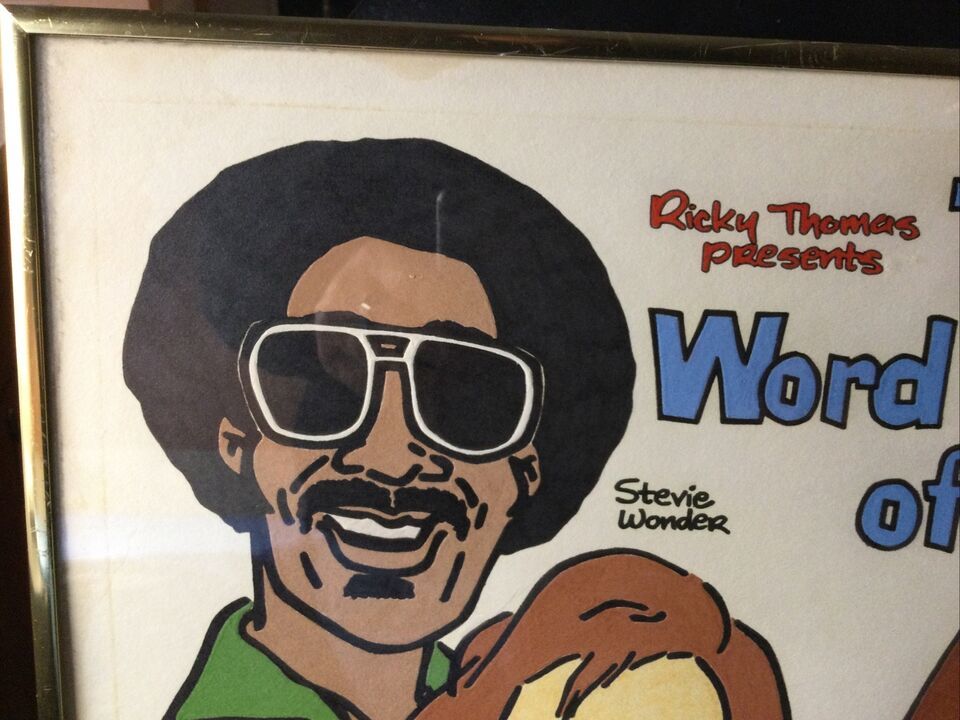 Ricky Thomas
presents
Word
of
Stevie
Wonder